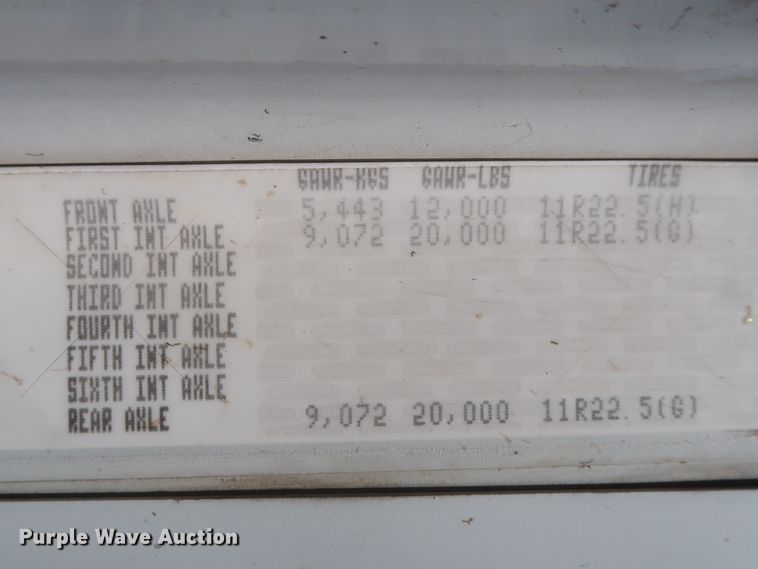 GAWR-KGS GAWR-LBS TIRES
FRONT AXLE 5,443 12,000 11R22.5(H)
FIRST INT AXLE 9,072 20,000 11R22.5(G)
SECOND INT AXLE
THIRD INT AXLE
FOURTH INT AXLE
FIFTH INT AXLE
SIXTH INT AXLE
REAR AXLE 9,072 20,000 11R22.5(G)
Purple Wave Auction